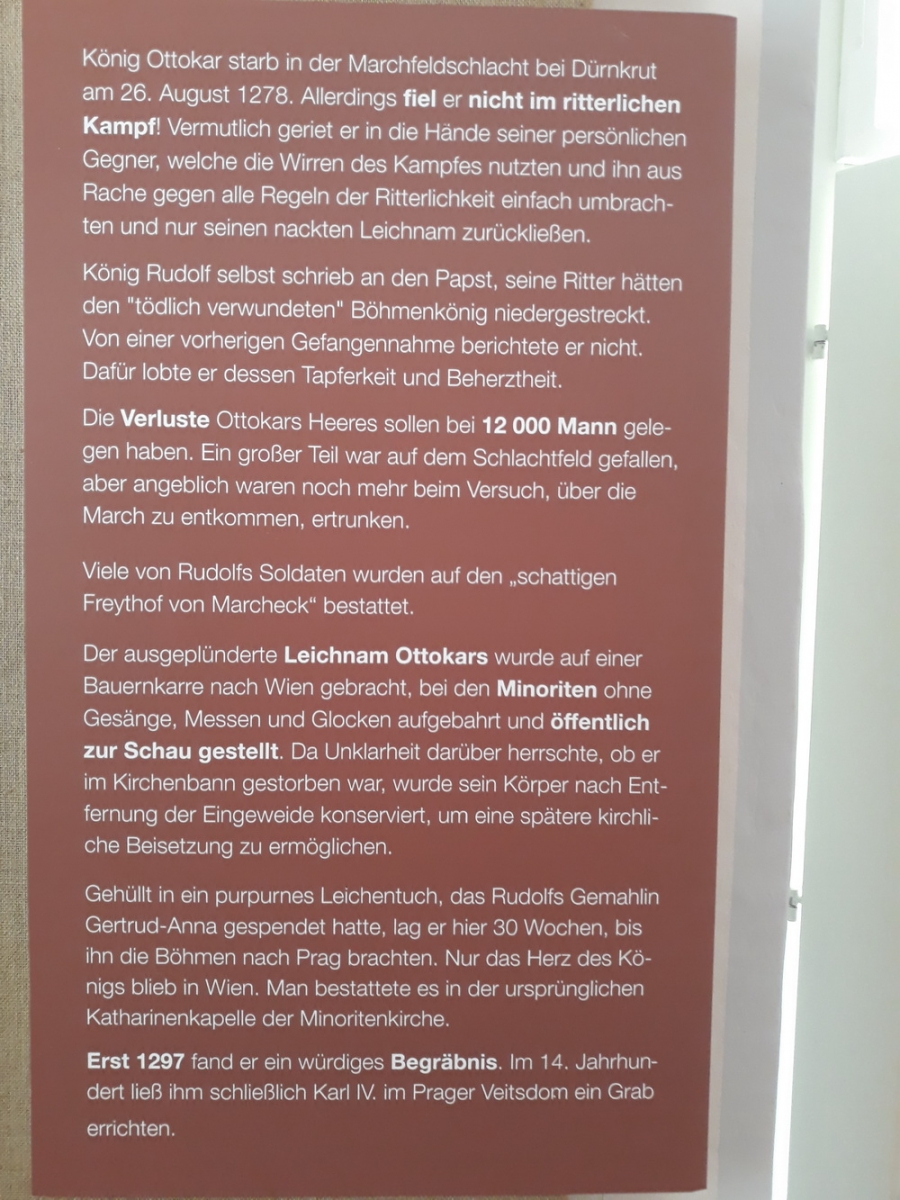 König Ottokar starb in der Marchfeldschlacht bei Dürnkrut
am 26. August 1278. Allerdings fiel er nicht im ritterlichen
Kampf! Vermutlich geriet er in die Hände seiner persönlichen
Gegner, welche die Wirren des Kampfes nutzten und ihn aus
Rache gegen alle Regeln der Ritterlichkeit einfach umbrach-
ten und nur seinen nackten Leichnam zurückließen.
König Rudolf selbst schrieb an den Papst, seine Ritter hätten
den "tödlich verwundeten" Böhmenkönig niedergestreckt.
Von einer vorherigen Gefangennahme berichtete er nicht.
Dafür lobte er dessen Tapferkeit und Beherztheit.
Die Verluste Ottokars Heeres sollen bei 12 000 Mann gele-
gen haben. Ein großer Teil war auf dem Schlachtfeld gefallen,
aber angeblich waren noch mehr beim Versuch, über die
March zu entkommen, ertrunken.
Viele von Rudolfs Soldaten wurden auf den „schattigen
Freythof von Marcheck“ bestattet.
Der ausgeplünderte Leichnam Ottokars wurde auf einer
Bauernkarre nach Wien gebracht, bei den Minoriten ohne
Gesänge, Messen und Glocken aufgebahrt und öffentlich
zur Schau gestellt. Da Unklarheit darüber herrschte, ob er
im Kirchenbann gestorben war, wurde sein Körper nach Ent-
fernung der Eingeweide konserviert, um eine spätere kirchli-
che Beisetzung zu ermöglichen.
Gehüllt in ein purpurnes Leichentuch, das Rudolfs Gemahlin
Gertrud-Anna gespendet hatte, lag er hier 30 Wochen, bis
ihn die Böhmen nach Prag brachten. Nur das Herz des Kö-
nigs blieb in Wien. Man bestattete es in der ursprünglichen
Katharinenkapelle der Minoritenkirche.
Erst 1297 fand er ein würdiges Begräbnis. Im 14. Jahrhun-
dert ließ ihm schließlich Karl IV. im Prager Veitsdom ein Grab
errichten.